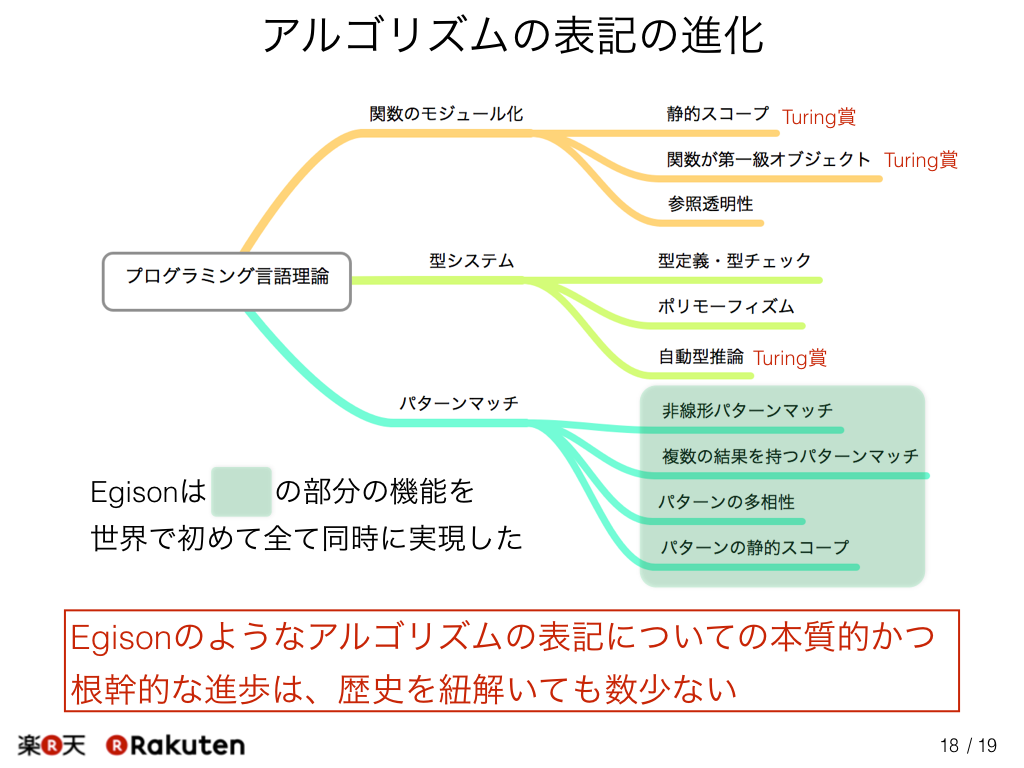 アルゴリズムの表記の進化
関数のモジュール化
静的スコープ Turing賞
関数が第一級オブジェクト Turing賞
参照透明性
プログラミング言語理論
型システム
型定義・型チェック
ポリモーフィズム
自動型推論 Turing賞
パターンマッチ
非線形パターンマッチ
複数の結果を持つパターンマッチ
パターンの多相性
パターンの静的スコープ
Egisonは の部分の機能を
世界で初めて全て同時に実現した
Egisonのようなアルゴリズムの表記についての本質的かつ
根幹的な進歩は、歴史を紐解いても数少ない
楽R天 R Rakuten
18 / 19